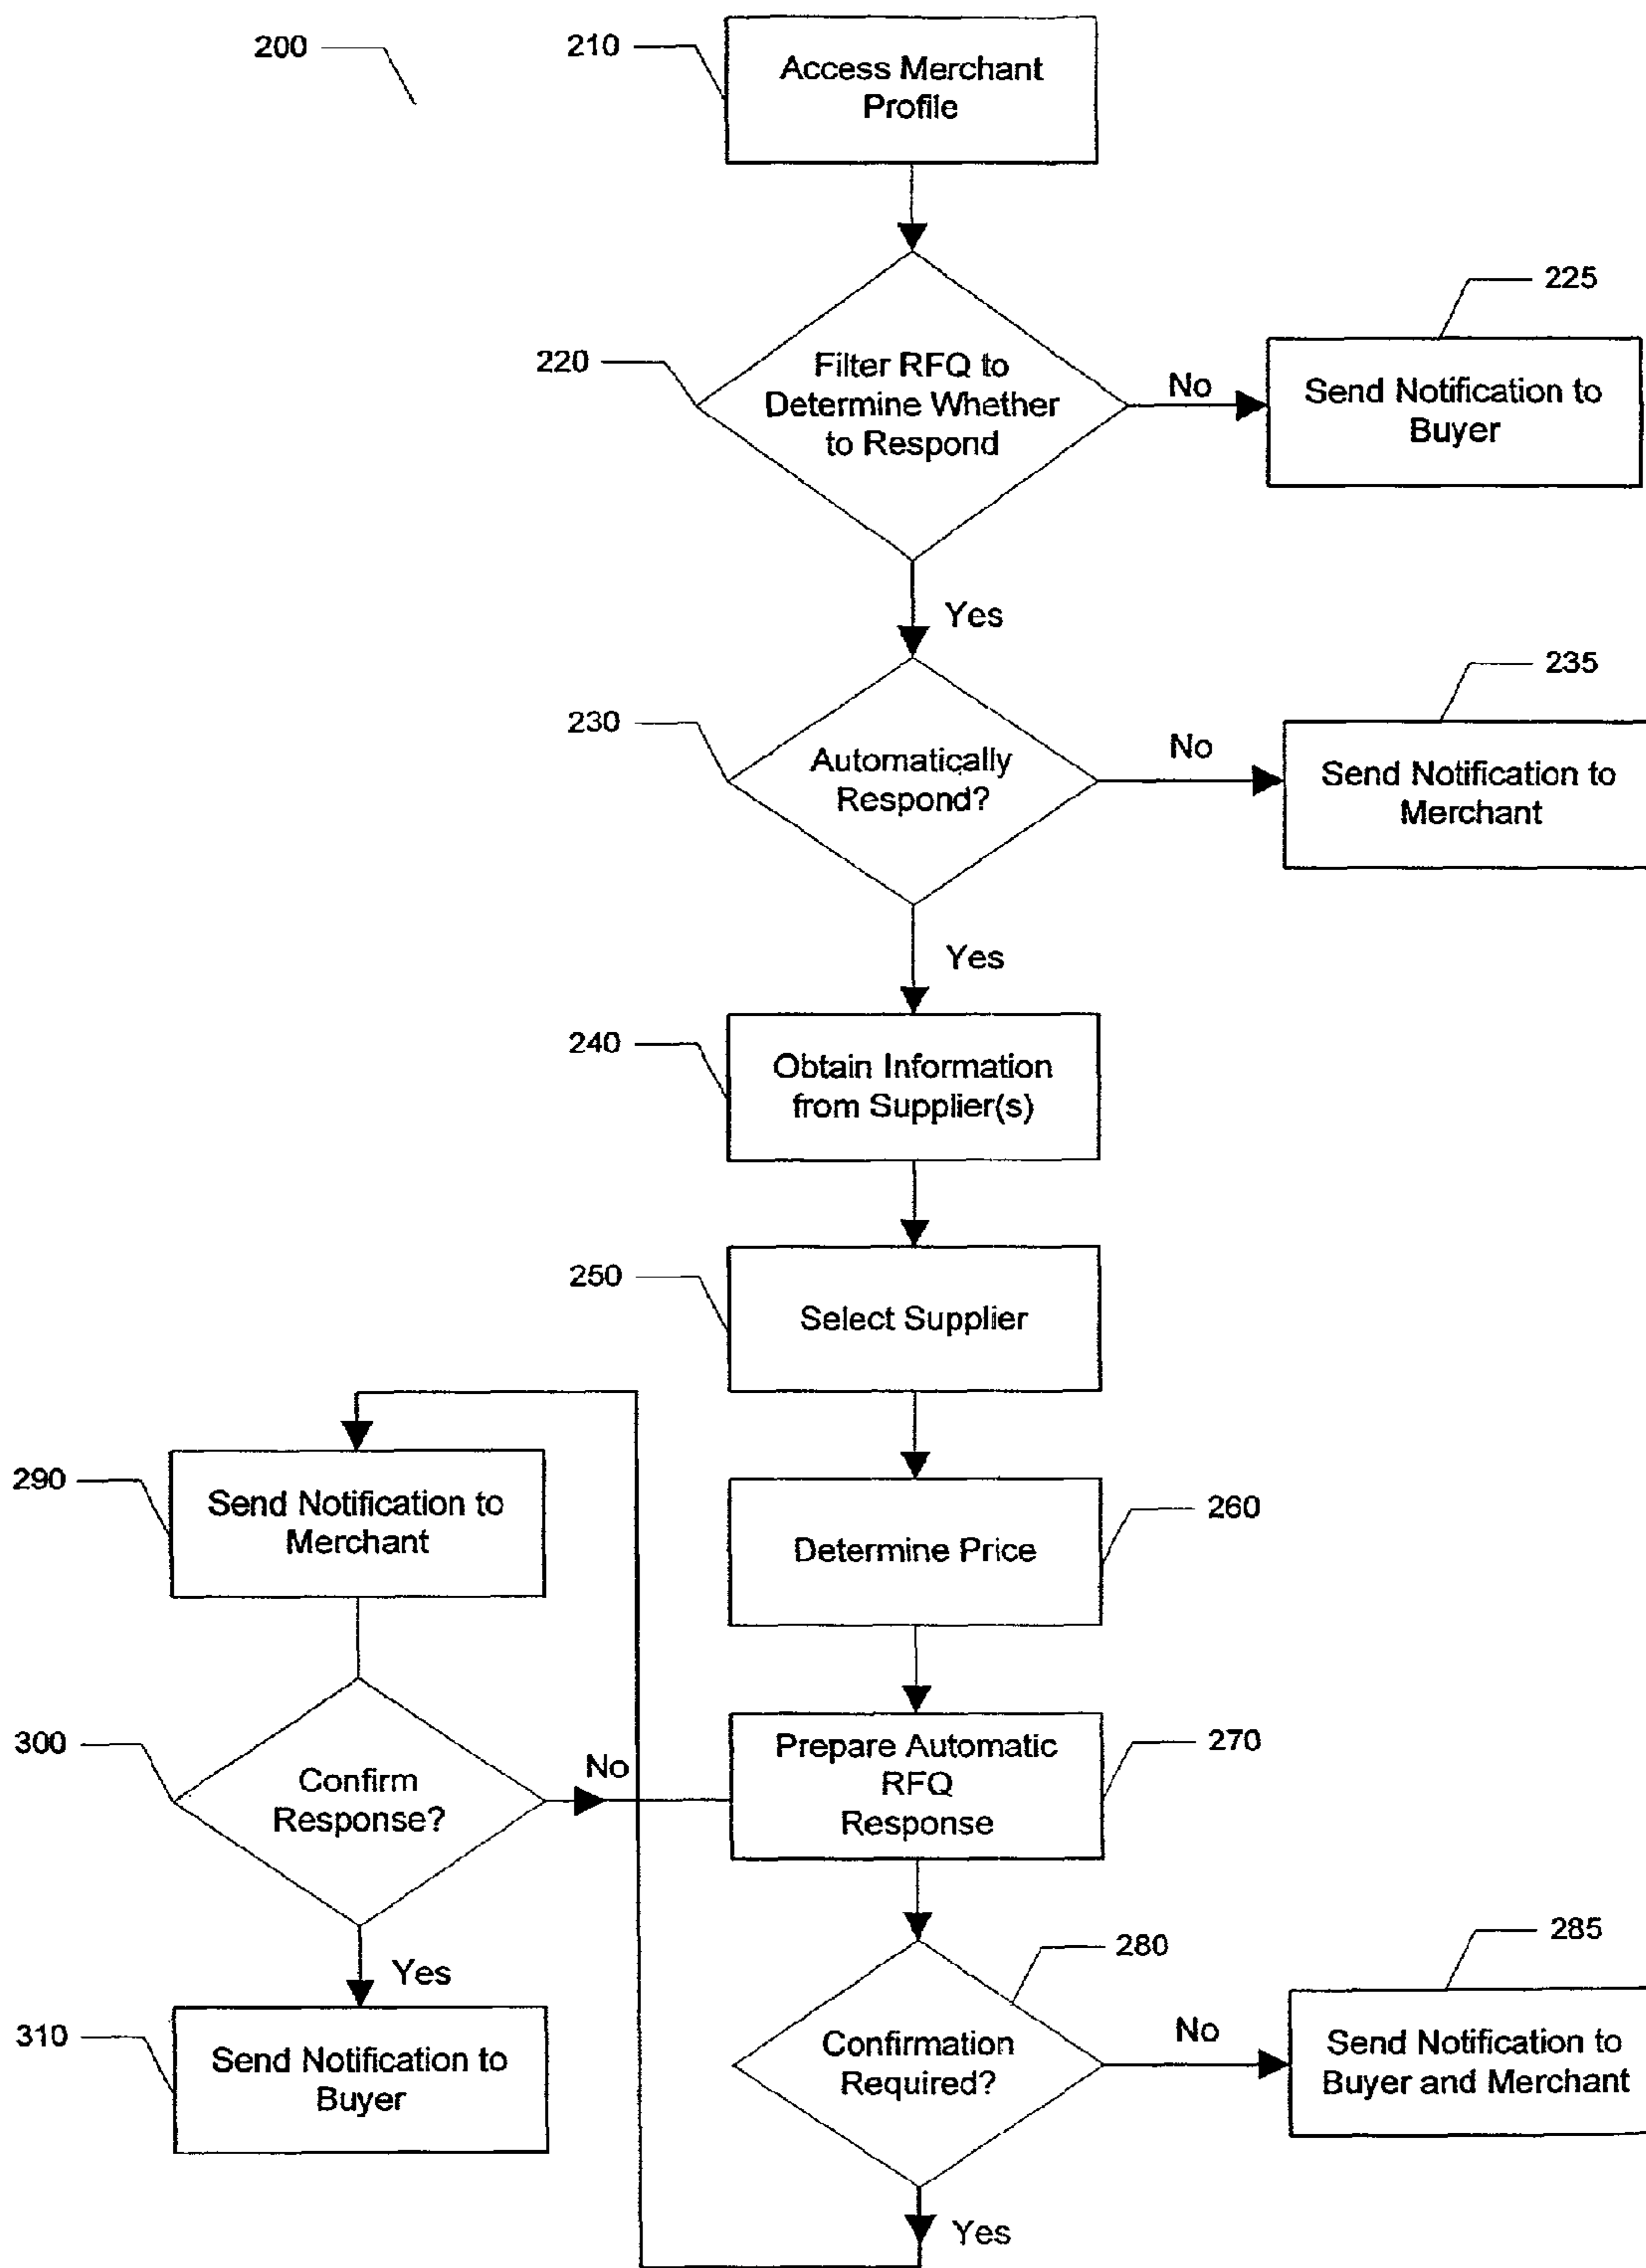 200
210
Access Merchant
Profile
220
Filter RFQ to
Determine Whether
to Respond
No
225
Send Notification to
Buyer
Yes
230
Automatically
Respond?
No
235
Send Notification to
Merchant
Yes
240
Obtain Information
from Supplier(s)
250
Select Supplier
260
Determine Price
290
Send Notification to
Merchant
300
Confirm
Response?
No
270
Prepare Automatic
RFQ
Response
Yes
310
Send Notification to
Buyer
280
Confirmation
Required?
No
285
Send Notification to
Buyer and Merchant
Yes